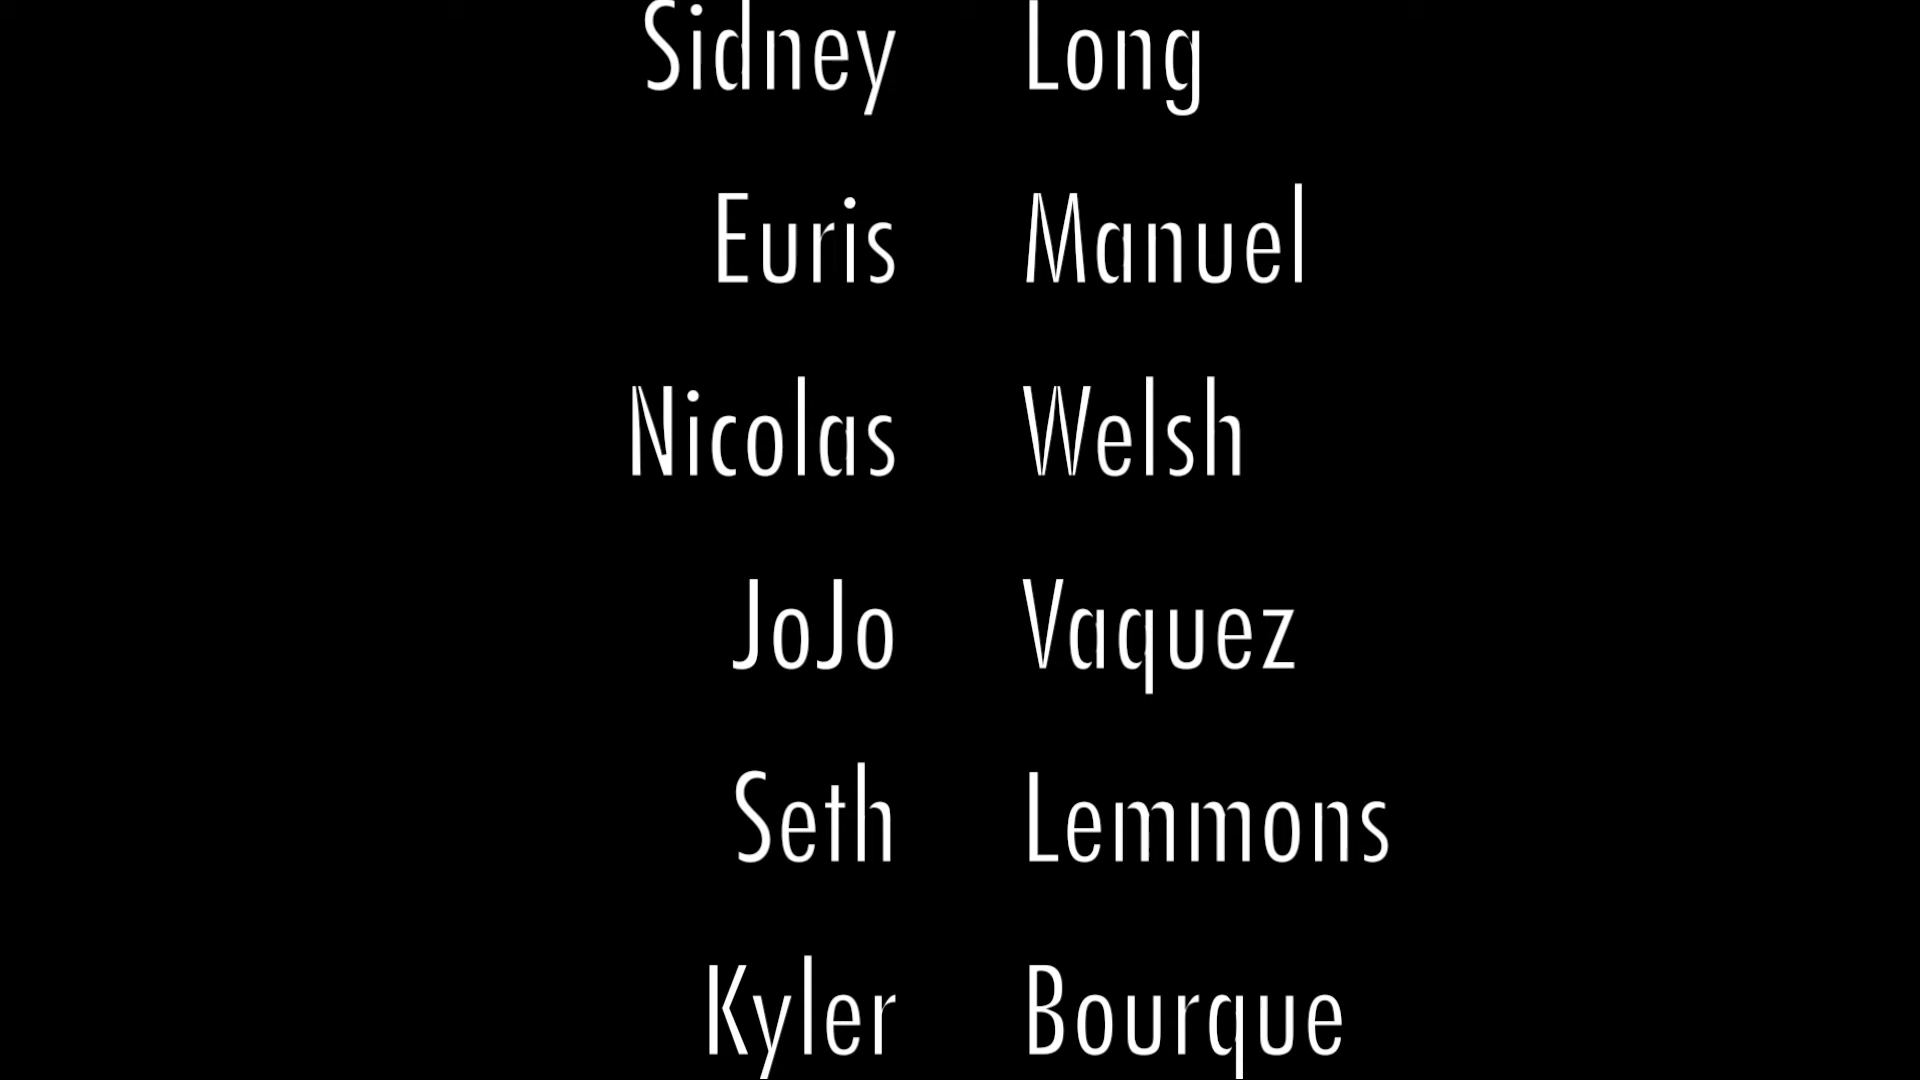 Sidney Long
Euris Manuel
Nicolas Welsh
JoJo Vaquez
Seth Lemmons
Kyler Bourque